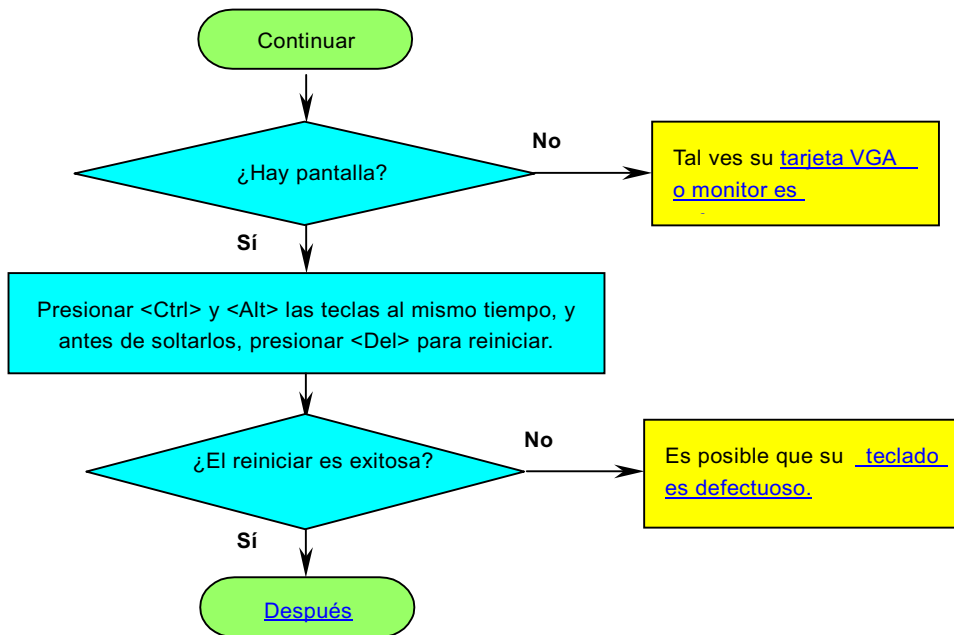 Continuar
¿Hay pantalla?
No
Tal ves su tarjeta VGA
o monitor es
Sí
Presionar <Ctrl> y <Alt> las teclas al mismo tiempo, y
antes de soltarlos, presionar <Del> para reiniciar.
¿El reiniciar es exitosa?
No
Es posible que su teclado
es defectuoso.
Sí
Después